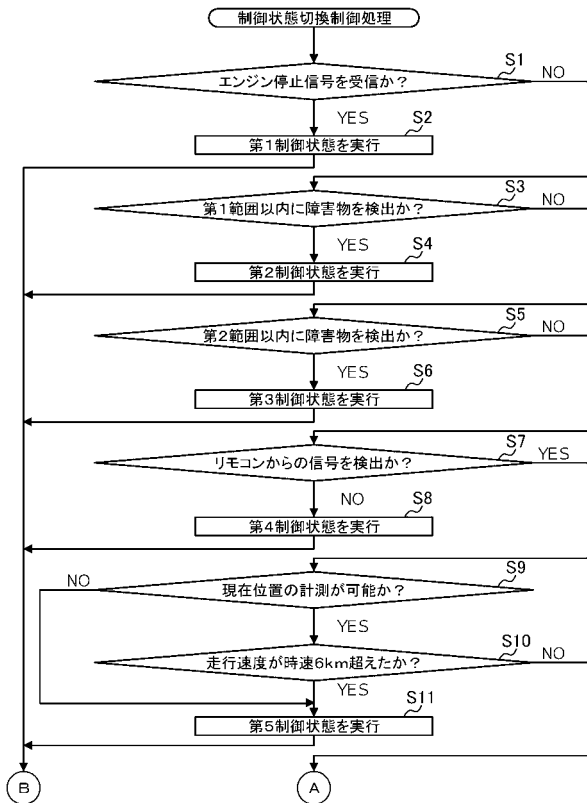 制御状態切換制御処理
S1
エンジン停止信号を受信か？
NO
YES
S2
第1制御状態を実行
S3
第1範囲以内に障害物を検出か？
NO
YES
S4
第2制御状態を実行
S5
第2範囲以内に障害物を検出か？
NO
YES
S6
第3制御状態を実行
S7
リモコンからの信号を検出か？
YES
NO
S8
第4制御状態を実行
S9
NO
現在位置の計測が可能か？
YES
S10
走行速度が時速6km超えたか？
NO
YES
S11
第5制御状態を実行
B
A